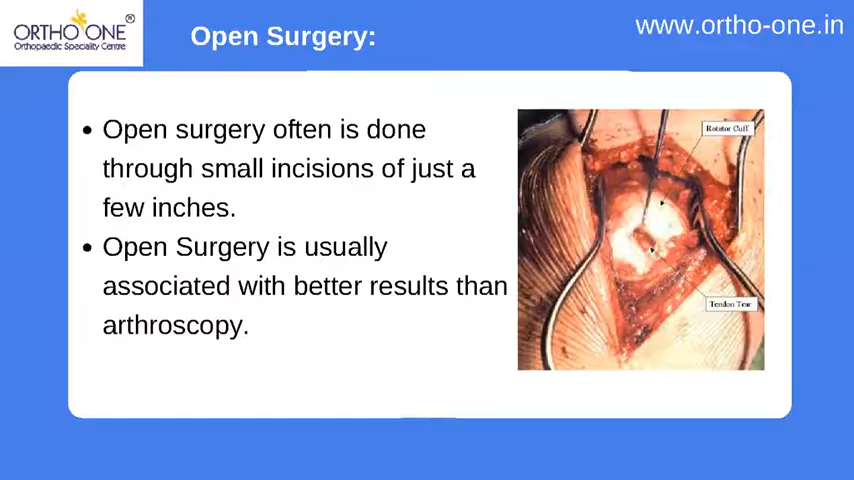 ORTHO ONE®
Orthopaedic Speciality Centre
Open Surgery:
www.ortho-one.in
• Open surgery often is done
through small incisions of just a
few inches.
• Open Surgery is usually
associated with better results than
arthroscopy.
Rotator Cuff
Tendon Tear